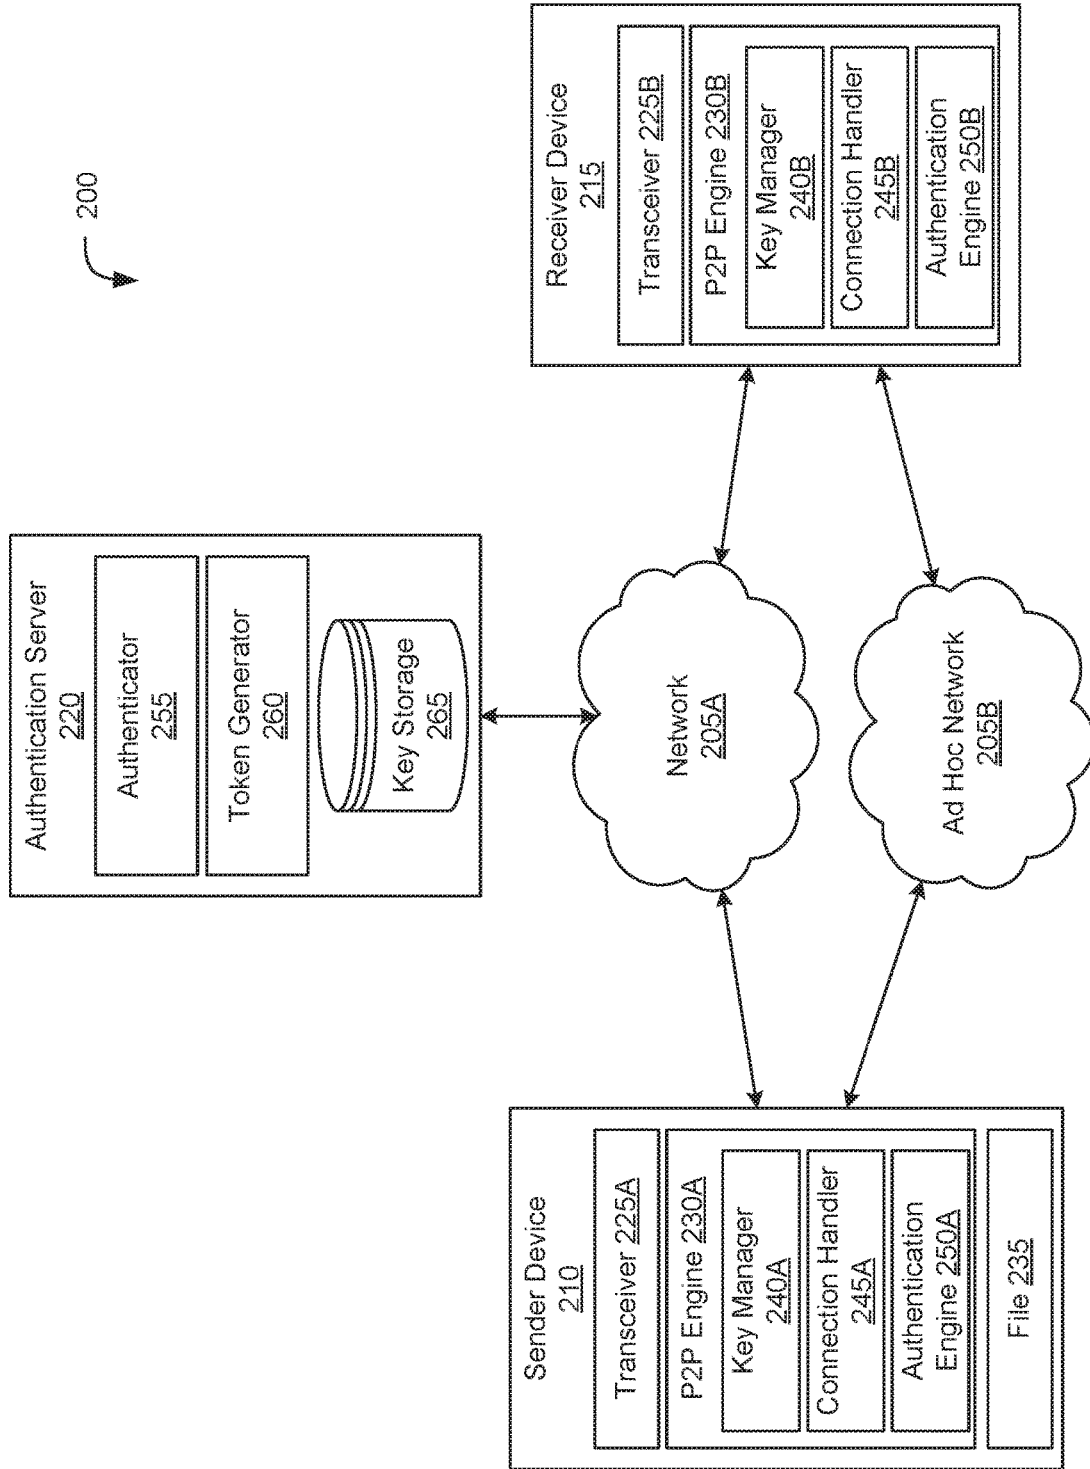 200
Authentication Server
220
Authenticator
255
Token Generator
260
Key Storage
265
Sender Device
210
Transceiver 225A
P2P Engine 230A
Key Manager
240A
Connection Handler
245A
Authentication
Engine 250A
File 235
Network
205A
Ad Hoc Network
205B
Receiver Device
215
Transceiver 225B
P2P Engine 230B
Key Manager
240B
Connection Handler
245B
Authentication
Engine 250B